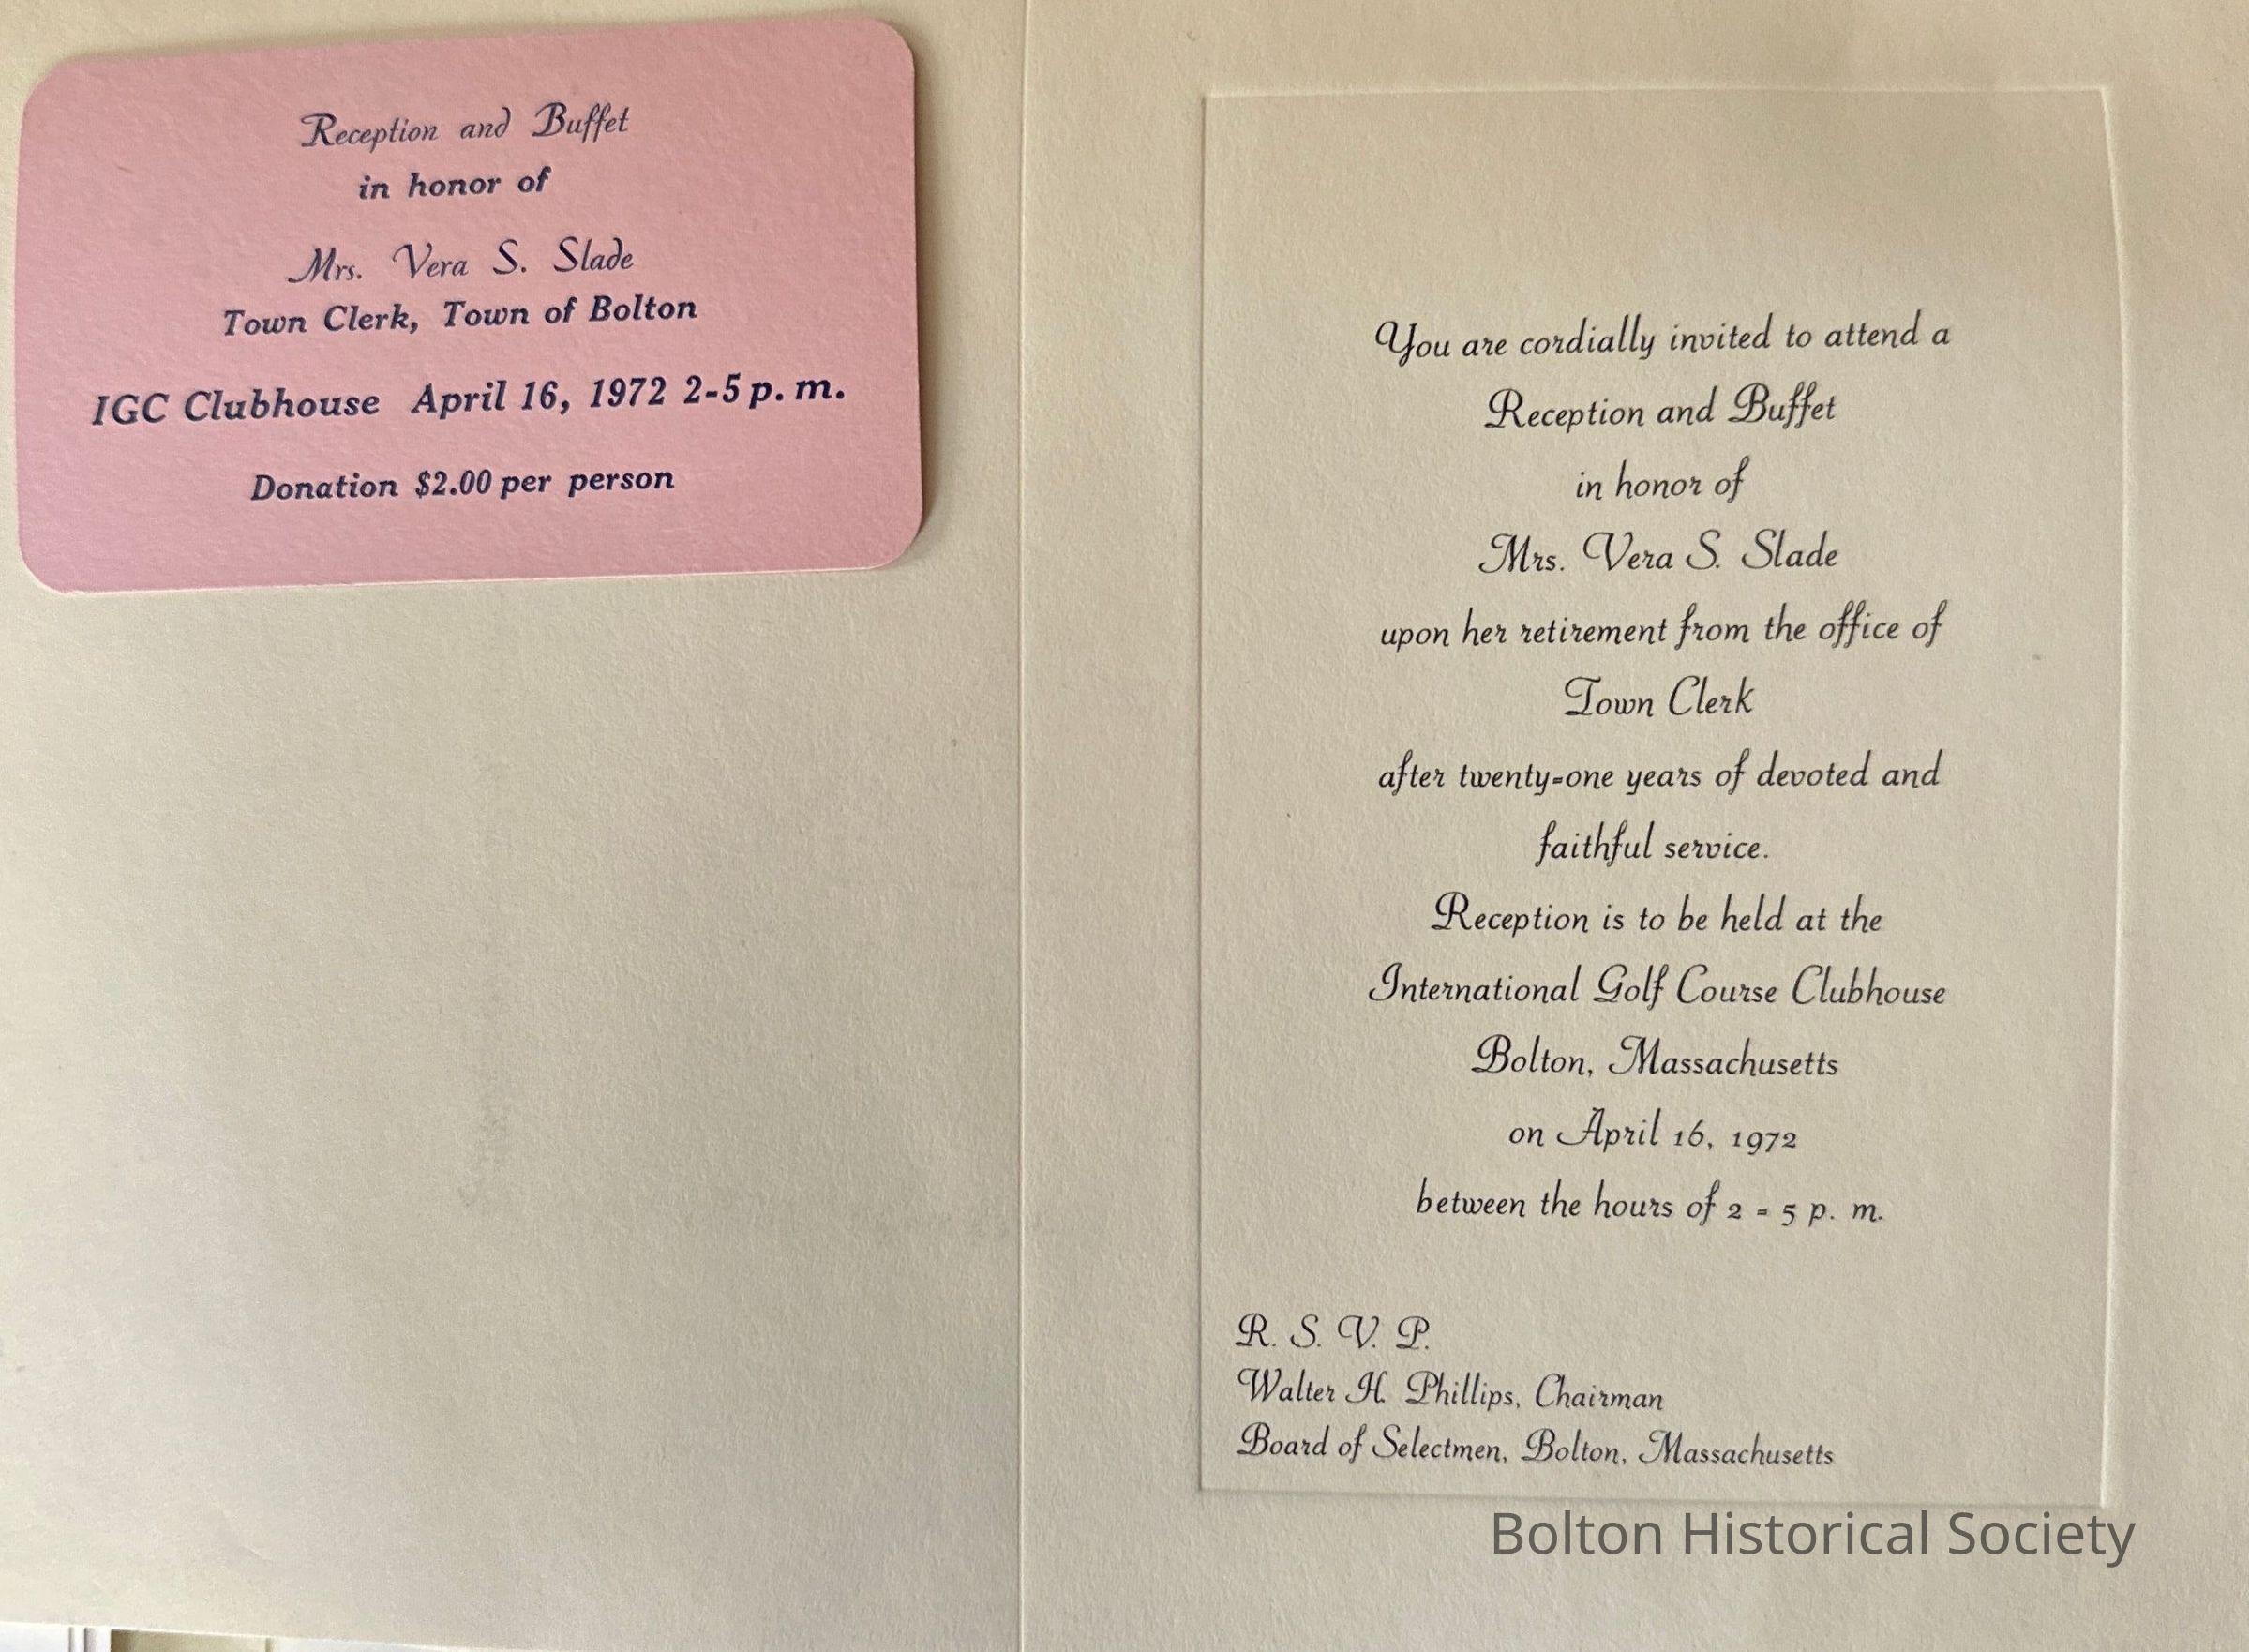 Reception and Buffet
in honor of
Mrs. Vera S. Slade
Town Clerk, Town of Bolton
IGC Clubhouse April 16, 1972 2-5 p. m.
Donation $2.00 per person
You are cordially invited to attend a
Reception and Buffet
in honor of
Mrs. Vera S. Slade
upon her retirement from the office of
Town Clerk
after twenty-one years of devoted and
faithful service.
Reception is to be held at the
International Golf Course Clubhouse
Bolton, Massachusetts
on April 16, 1972
between the hours of 2 - 5 p. m.
R. S. V. P.
Walter H. Phillips, Chairman
Board of Selectmen, Bolton, Massachusetts
Bolton Historical Society